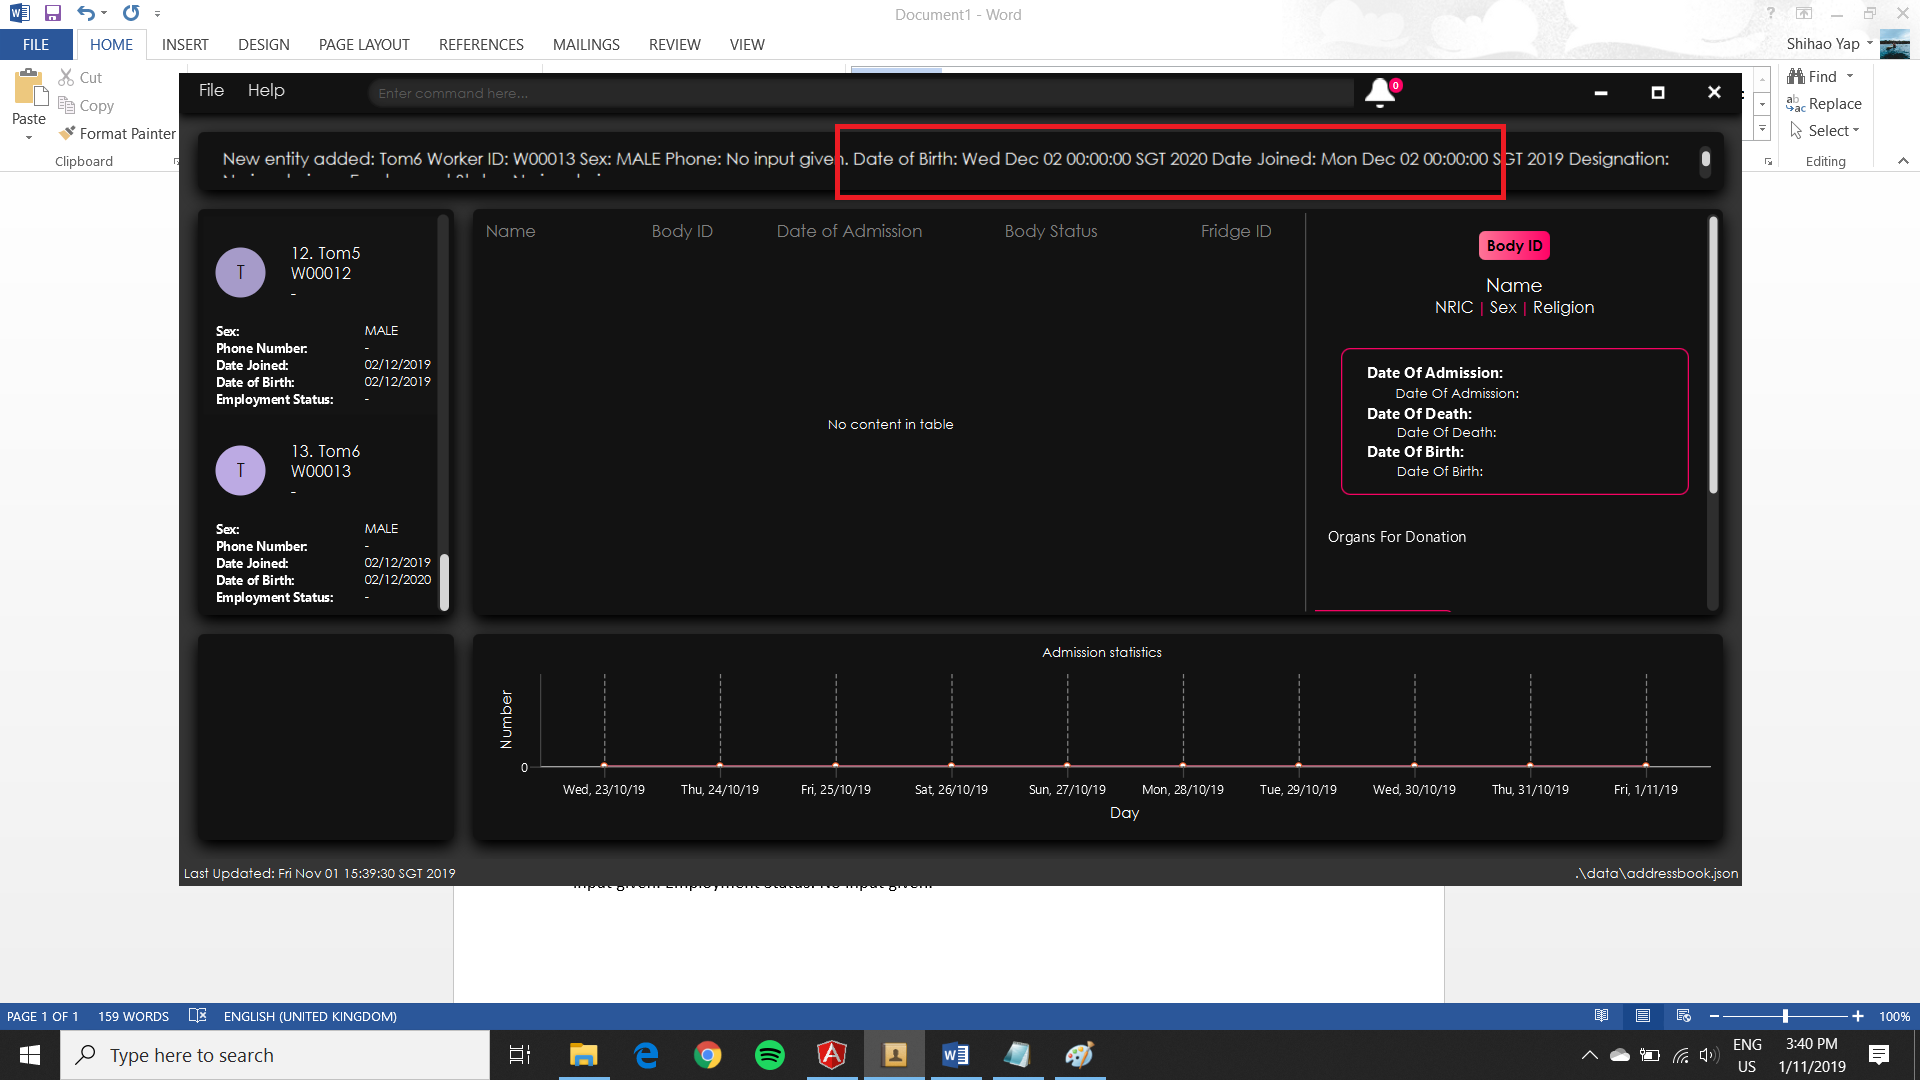 Document1 - Word
FILE HOME INSERT DESIGN PAGE LAYOUT REFERENCES MAILINGS REVIEW VIEW
Shihao Yap
Paste
Cut
Copy
Format Painter
Clipboard
Find
Replace
Select
Editing
File Help
Enter command here...
0
New entity added: Tom6 Worker ID: W00013 Sex: MALE Phone: No input given. Date of Birth: Wed Dec 02 00:00:00 SGT 2020 Date Joined: Mon Dec 02 00:00:00 SGT 2019 Designation:
T
12. Tom5
W00012
-
Sex: MALE
Phone Number: -
Date Joined: 02/12/2019
Date of Birth: 02/12/2019
Employment Status: -
T
13. Tom6
W00013
-
Sex: MALE
Phone Number: -
Date Joined: 02/12/2019
Date of Birth: 02/12/2020
Employment Status: -
Name Body ID Date of Admission Body Status Fridge ID
No content in table
Body ID
Name
NRIC | Sex | Religion
Date Of Admission:
Date Of Admission:
Date Of Death:
Date Of Death:
Date Of Birth:
Date Of Birth:
Organs For Donation
Admission statistics
Number
0
Wed, 23/10/19 Thu, 24/10/19 Fri, 25/10/19 Sat, 26/10/19 Sun, 27/10/19 Mon, 28/10/19 Tue, 29/10/19 Wed, 30/10/19 Thu, 31/10/19 Fri, 1/11/19
Day
Last Updated: Fri Nov 01 15:39:30 SGT 2019
.\data\addressbook.json
PAGE 1 OF 1 159 WORDS ENGLISH (UNITED KINGDOM)
100%
Type here to search
ENG
US
3:40 PM
1/11/2019